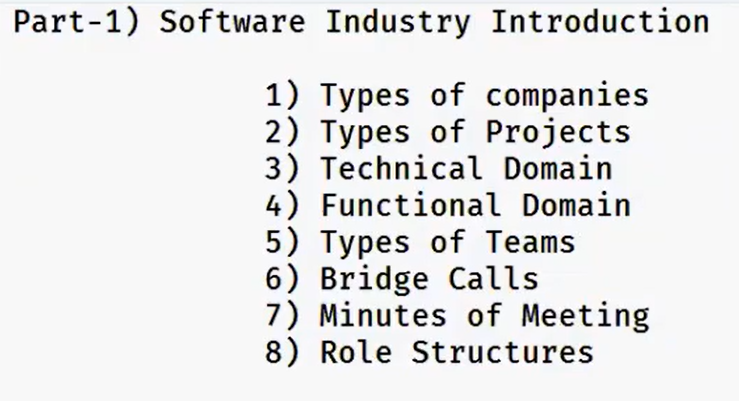 Part-1) Software Industry Introduction
1) Types of companies
2) Types of Projects
3) Technical Domain
4) Functional Domain
5) Types of Teams
6) Bridge Calls
7) Minutes of Meeting
8) Role Structures